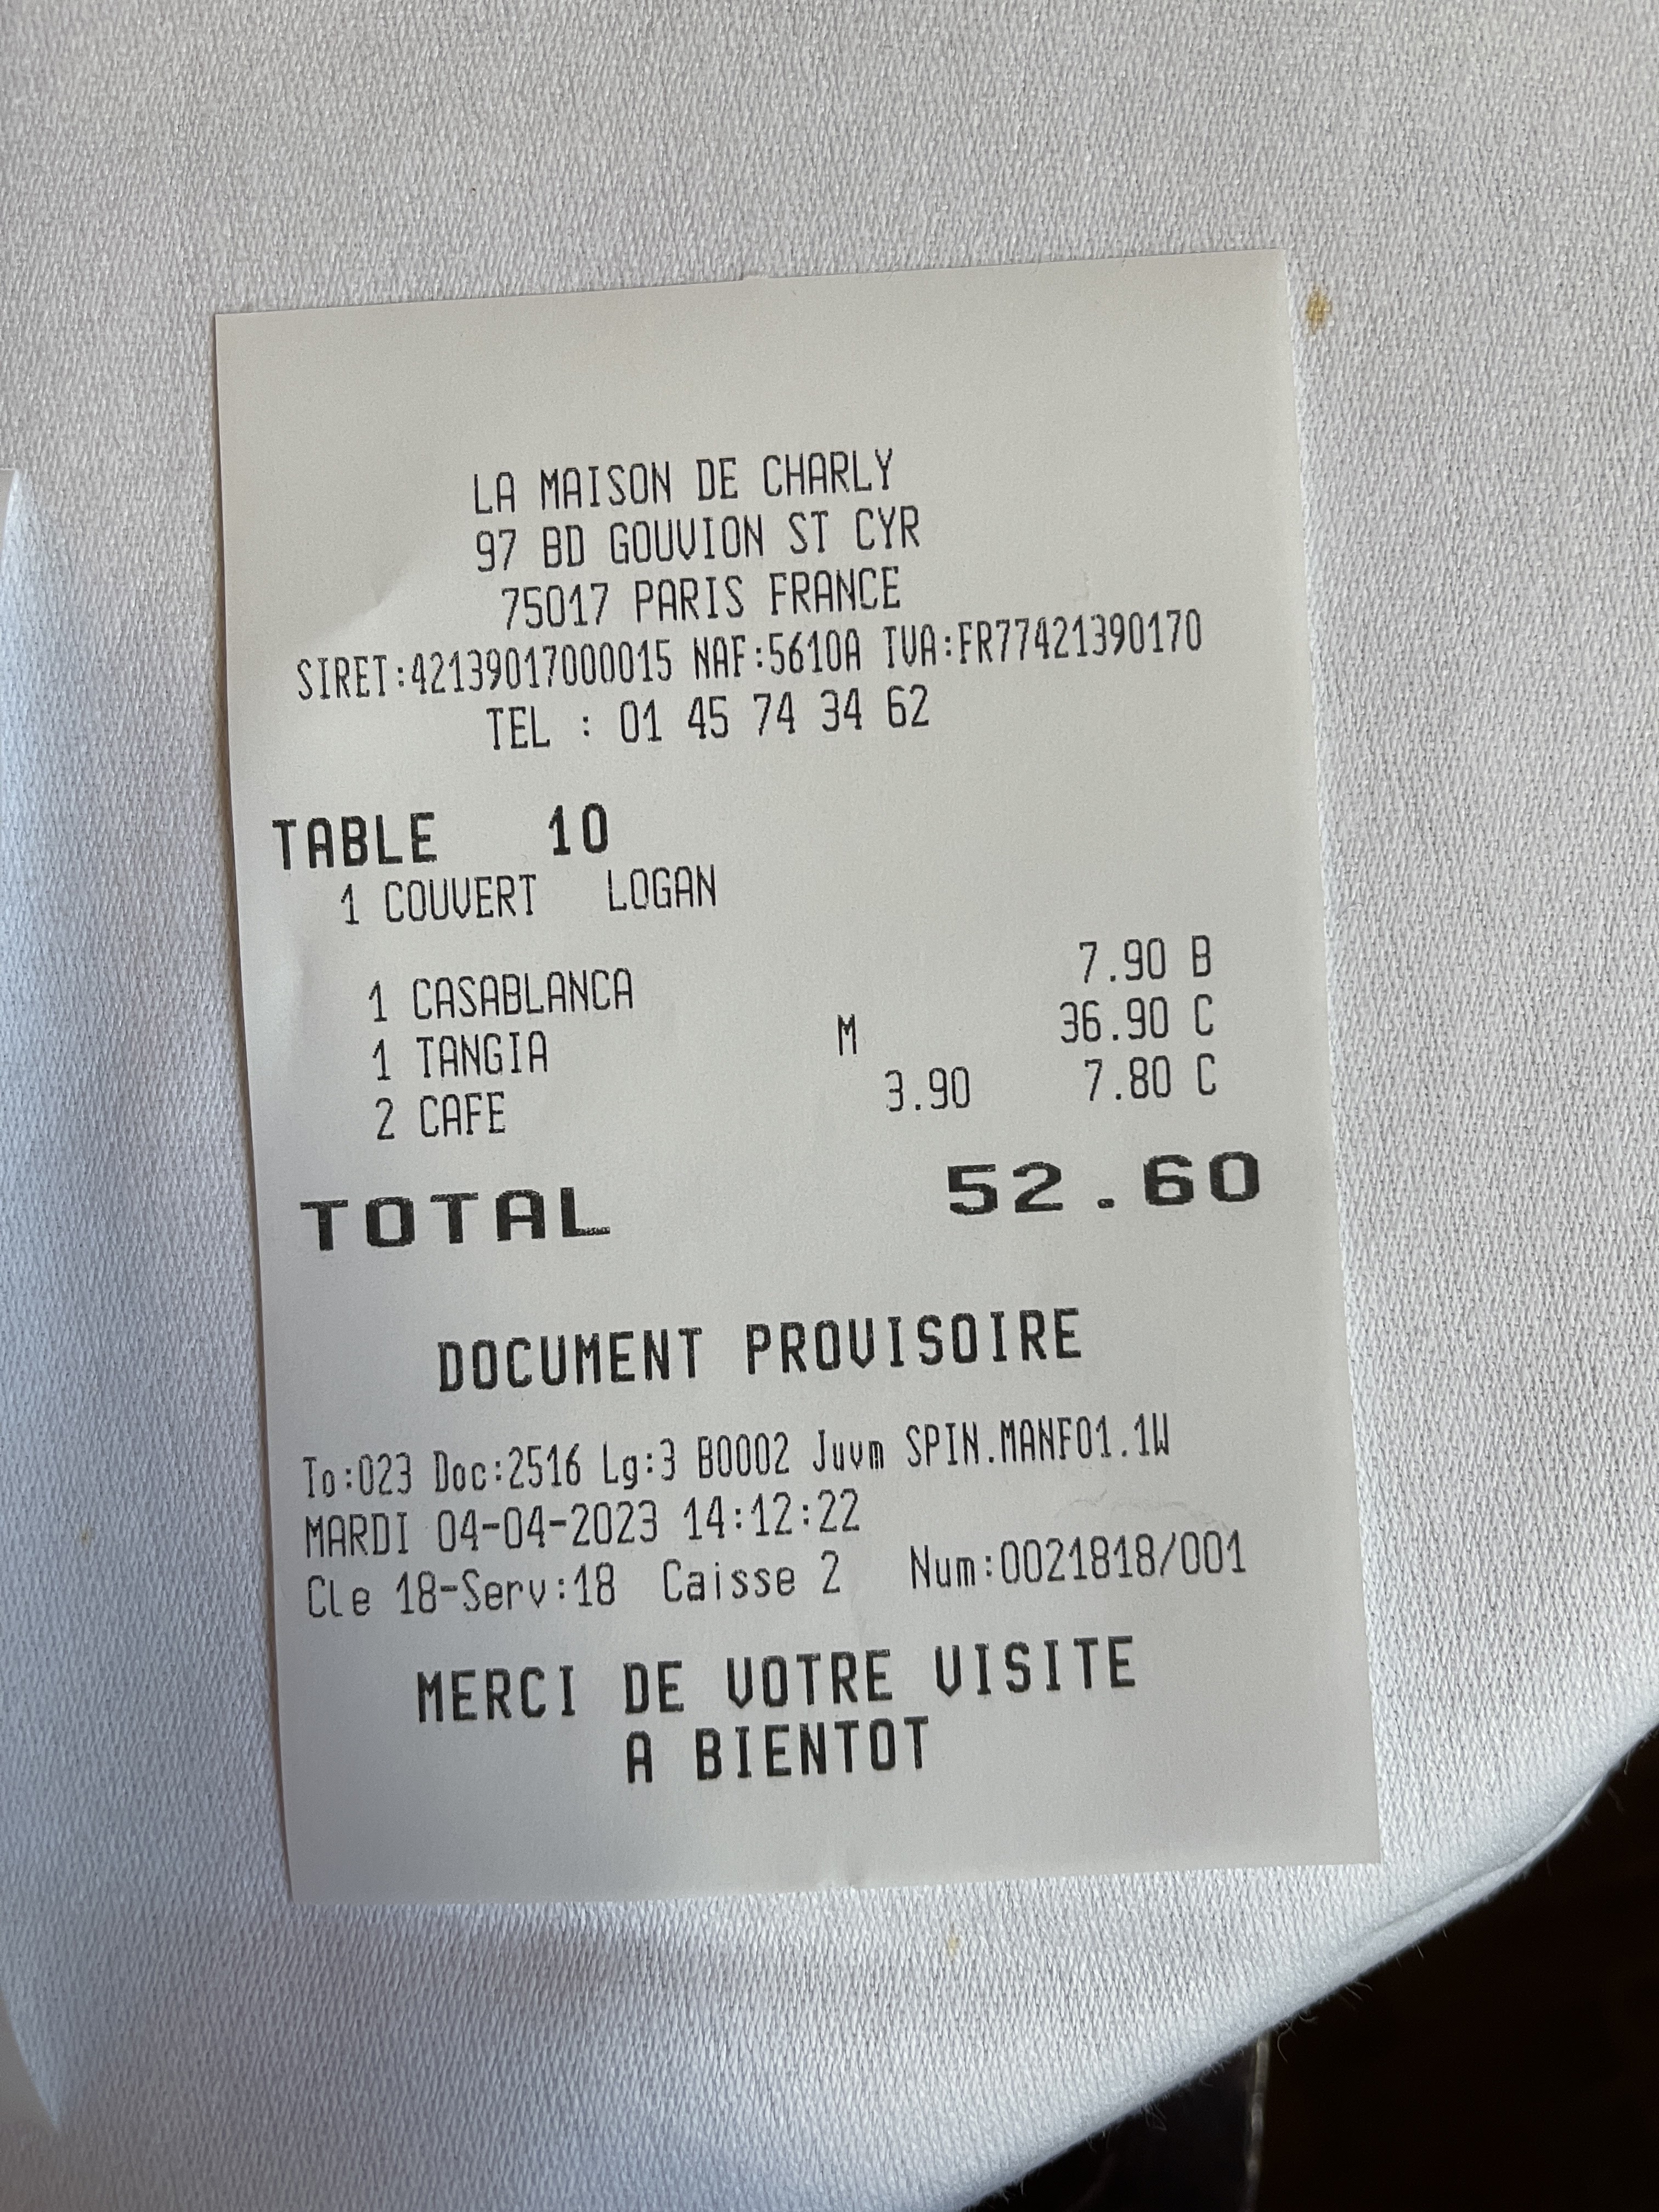 LA MAISON DE CHARLY
97 BD GOUVION ST CYR
75017 PARIS FRANCE
SIRET:42139017000015 NAF:5610A TVA:FR77421390170
TEL : 01 45 74 34 62
TABLE 10
1 COUVERT LOGAN
1 CASABLANCA 7.90 B
1 TANGIA M 36.90 C
2 CAFE 3.90 7.80 C
TOTAL 52.60
DOCUMENT PROVISOIRE
To:023 Doc:2516 Lg:3 B0002 Juvm SPIN.MANF01.1W
MARDI 04-04-2023 14:12:22
Cle 18-Serv:18 Caisse 2 Num:0021818/001
MERCI DE VOTRE VISITE
A BIENTOT